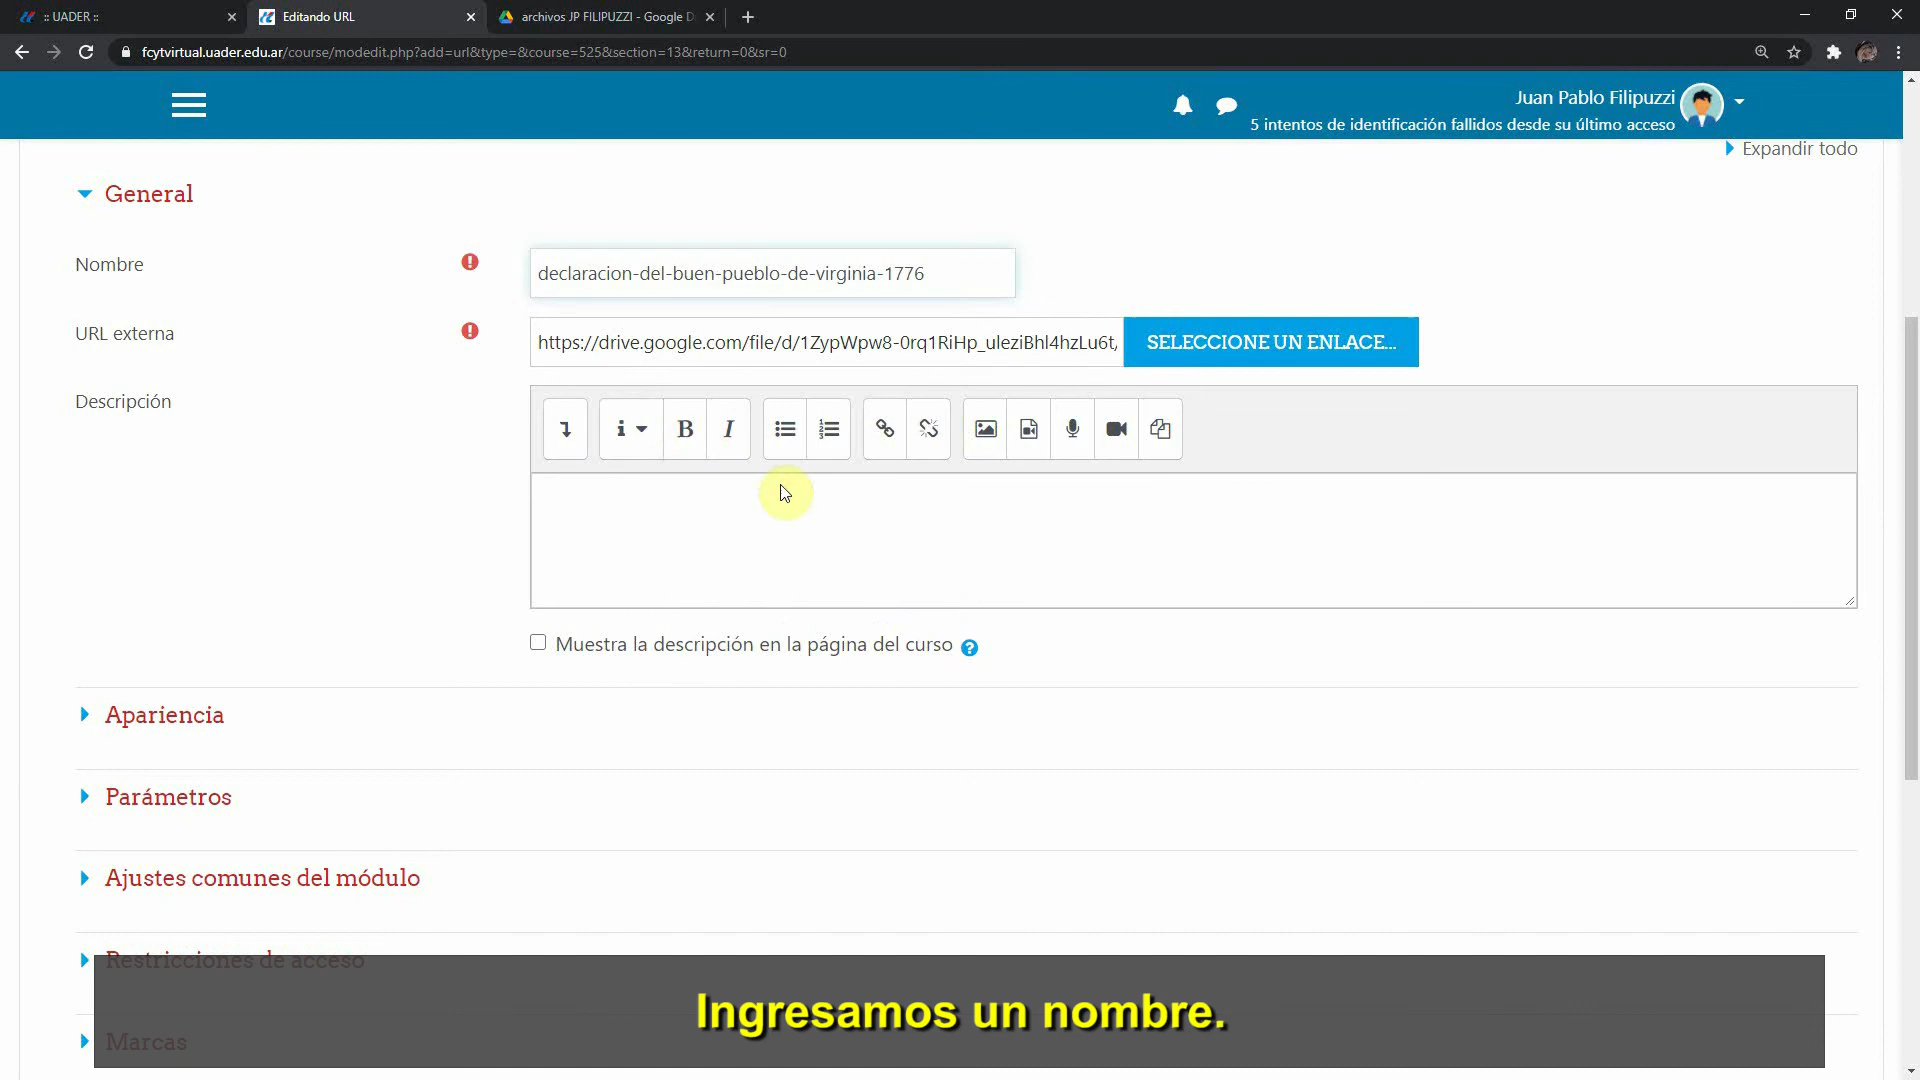 :: UADER ::
Editando URL
archivos JP FILIPUZZI - Google D
fcytvirtual.uader.edu.ar/course/modedit.php?add=url&type=&course=525&section=13&return=0&sr=0
Juan Pablo Filipuzzi
5 intentos de identificación fallidos desde su último acceso
Expandir todo
General
Nombre
declaracion-del-buen-pueblo-de-virginia-1776
URL externa
https://drive.google.com/file/d/1ZypWpw8-0rq1RiHp_uleziBhl4hzLu6t/
SELECCIONE UN ENLACE...
Descripción
Muestra la descripción en la página del curso
Apariencia
Parámetros
Ajustes comunes del módulo
Restricciones de acceso
Ingresamos un nombre.
Marcas